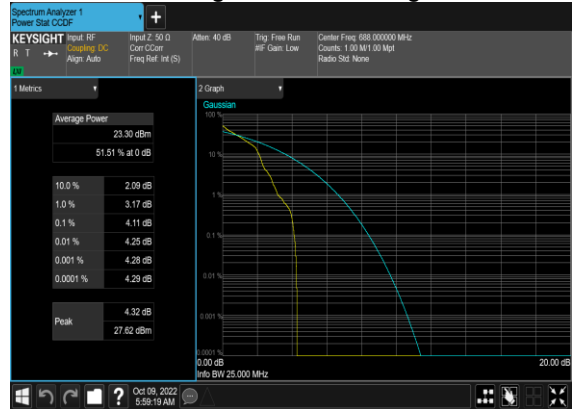 Spectrum Analyzer 1
Power Stat CCDF
KEYSIGHT
R T
LXI
Input: RF
Coupling: DC
Align: Auto
Input Z: 50 Ω
Corr CCorr
Freq Ref: Int (S)
Atten: 40 dB
Trig: Free Run
#IF Gain: Low
Center Freq: 688.000000 MHz
Counts: 1.00 M/1.00 Mpt
Radio Std: None
1 Metrics
Average Power
23.30 dBm
51.51 % at 0 dB
10.0 % 2.09 dB
1.0 % 3.17 dB
0.1 % 4.11 dB
0.01 % 4.25 dB
0.001 % 4.28 dB
0.0001 % 4.29 dB
Peak 4.32 dB
27.62 dBm
2 Graph
Gaussian
100 %
10 %
1 %
0.1 %
0.01 %
0.001 %
0.0001 %
0.00 dB 20.00 dB
Info BW 25.000 MHz
?
Oct 09, 2022
5:59:19 AM